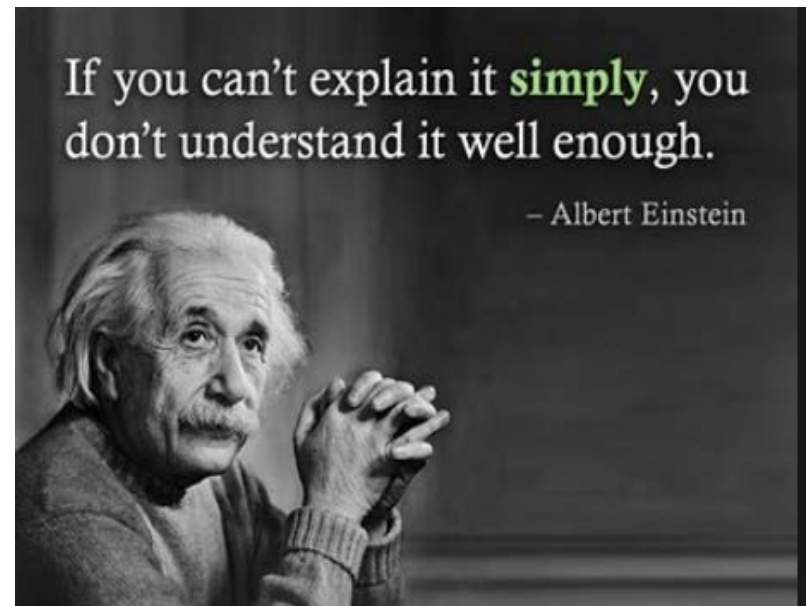 If you can’t explain it simply, you
don’t understand it well enough.
– Albert Einstein